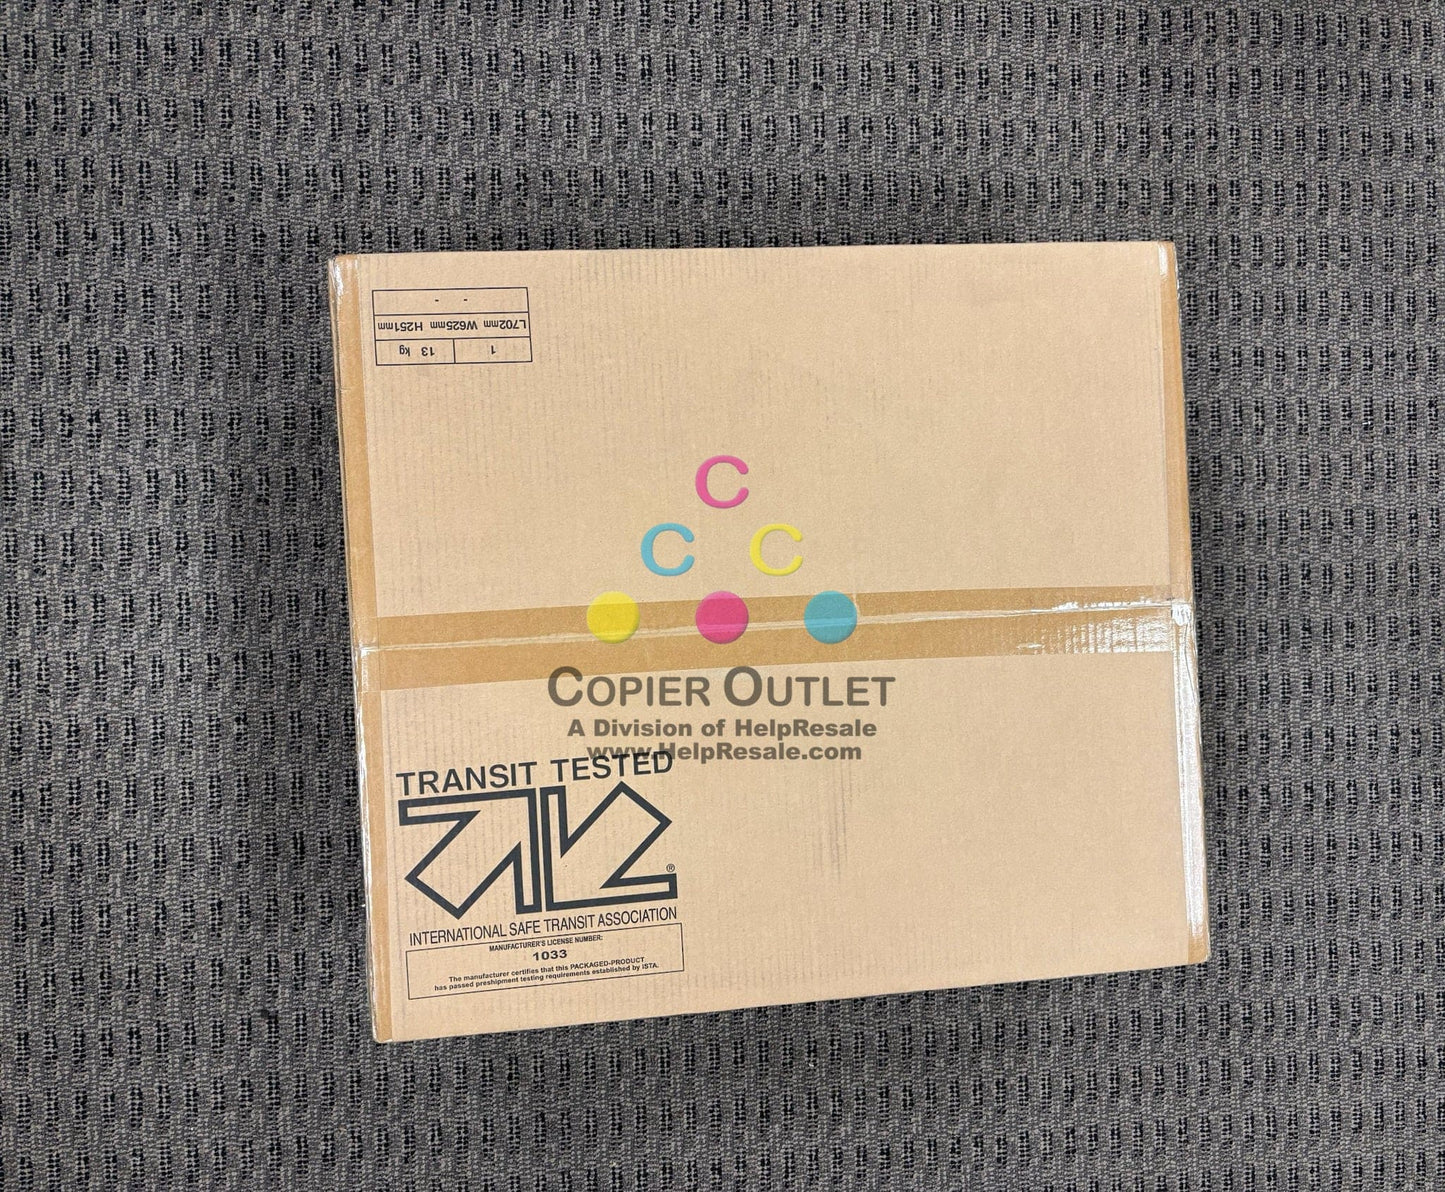 - -
L702mm W625mm H251mm
1 13 kg
C
C C
COPIER OUTLET
A Division of HelpResale
www.HelpResale.com
TRANSIT TESTED
®
INTERNATIONAL SAFE TRANSIT ASSOCIATION
MANUFACTURER'S LICENSE NUMBER:
1033
The manufacturer certifies that this PACKAGED-PRODUCT
has passed preshipment testing requirements established by ISTA.